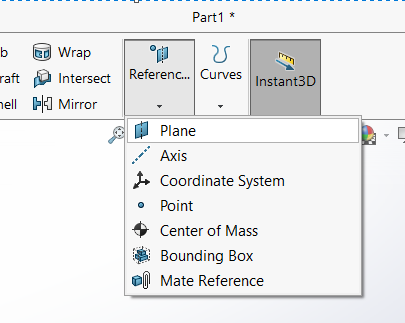 Part1 *
b
Wrap
raft
Intersect
nell
Mirror
Referenc...
Curves
Instant3D
Plane
Axis
Coordinate System
Point
Center of Mass
Bounding Box
Mate Reference